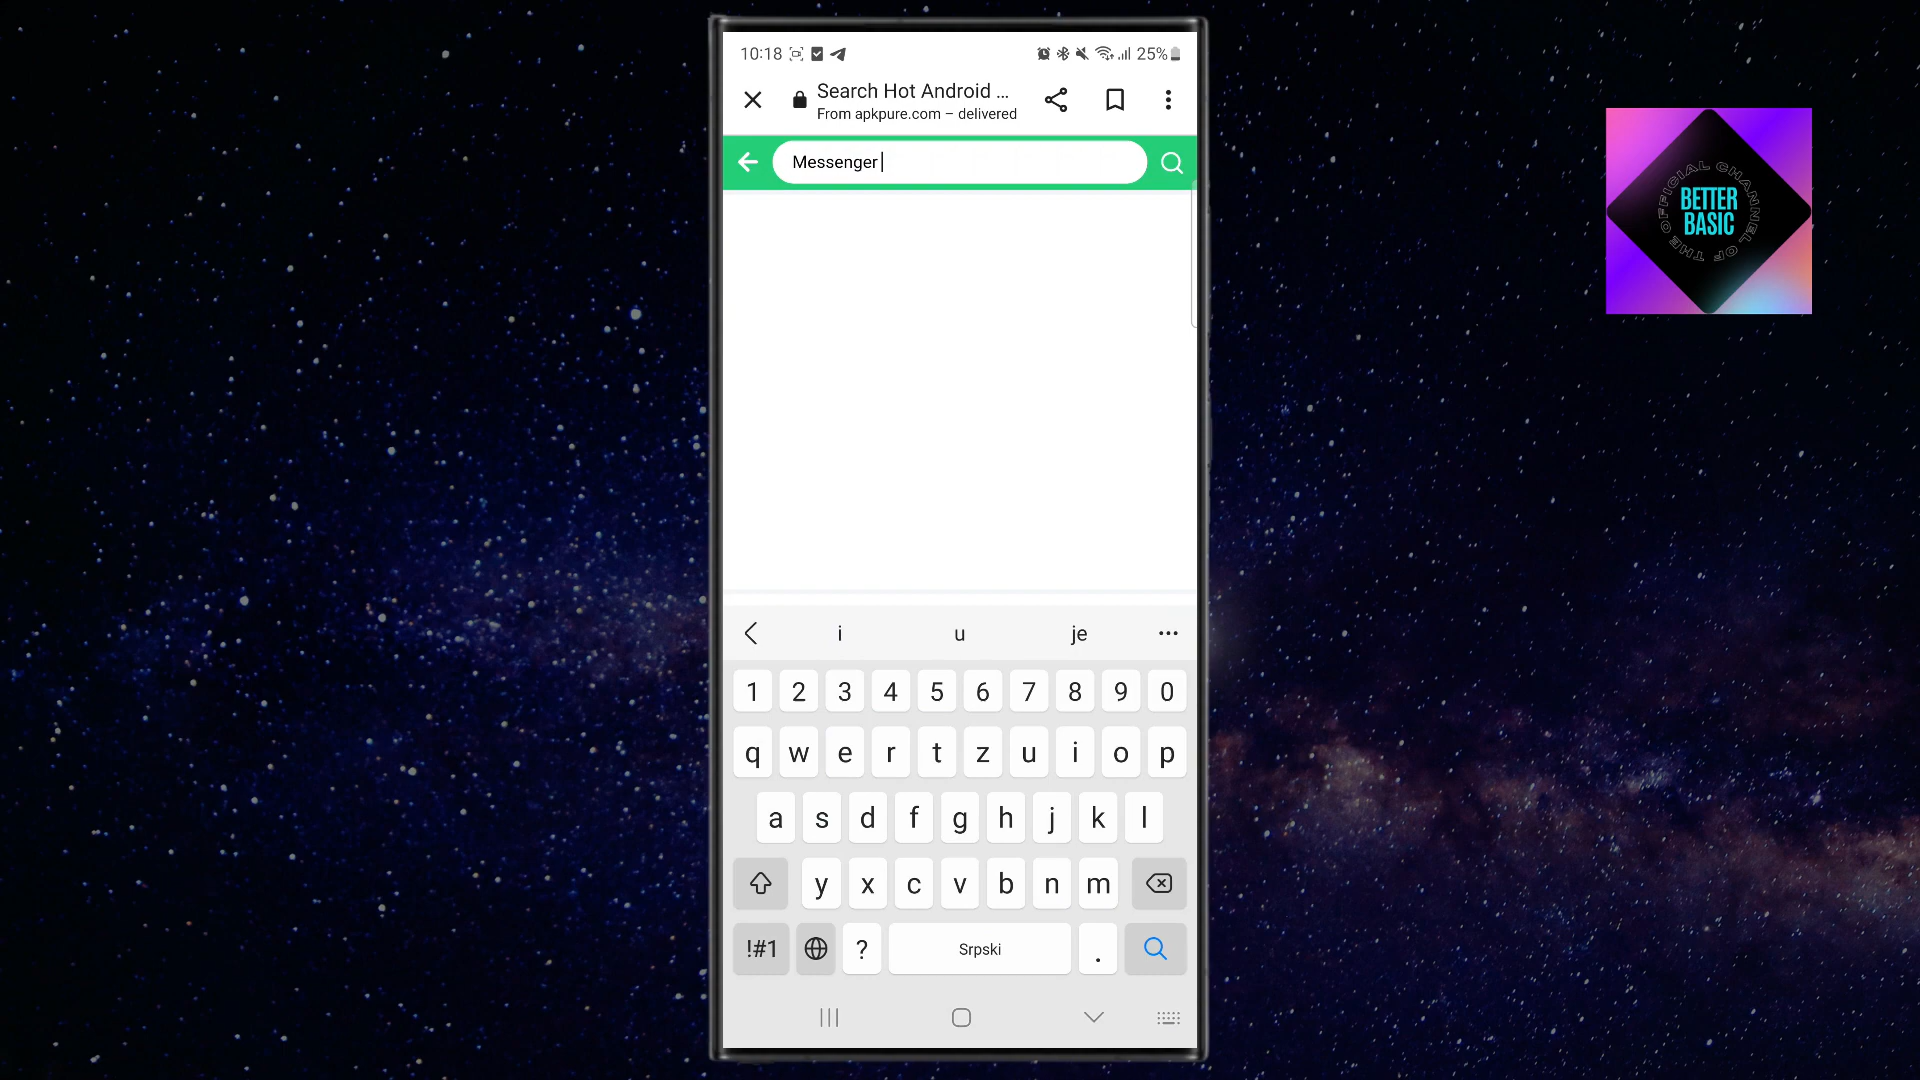 10:18
25%
Search Hot Android ...
From apkpure.com – delivered
Messenger
i u je
1 2 3 4 5 6 7 8 9 0
q w e r t z u i o p
a s d f g h j k l
y x c v b n m
!#1 ? Srpski .
OFFICIAL CHANNEL OF THE
BETTER
BASIC